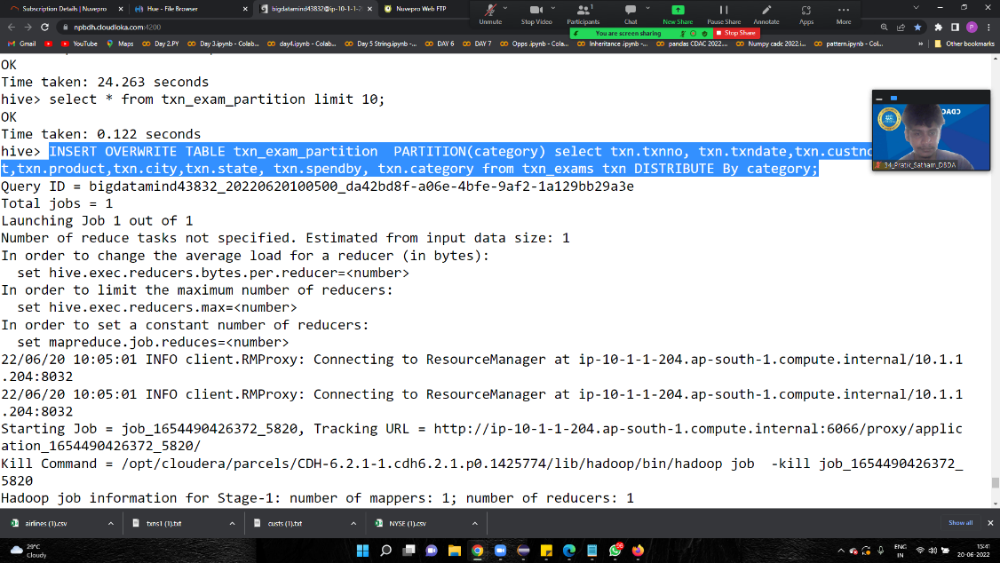 Subscription Details | Nuvepro
Hue - File Browser
bigdatamind43832@ip-10-1-1-2
Nuvepro Web FTP
Unmute
Stop Video
Participants
1
Chat
New Share
Pause Share
Annotate
Apps
More
npbdh.cloudloka.com:4200
You are screen sharing
Stop Share
Gmail
YouTube
Maps
Day 2.PY
Day 3.ipynb - Colab...
day4.ipynb - Colab...
Day 5 String.ipynb -...
DAY 6
DAY 7
Opps .ipynb - Cola...
Inheritance .ipynb -...
pandas CDAC 2022....
Numpy cadc 2022.i...
pattern.ipynb - Col...
»
Other bookmarks
OK
Time taken: 24.263 seconds
hive> select * from txn_exam_partition limit 10;
OK
Time taken: 0.122 seconds
hive> INSERT OVERWRITE TABLE txn_exam_partition  PARTITION(category) select txn.txnno, txn.txndate,txn.custno
t,txn.product,txn.city,txn.state, txn.spendby, txn.category from txn_exams txn DISTRIBUTE By category;
CDAC
34_Pratik_Satham_DBDA
Query ID = bigdatamind43832_20220620100500_da42bd8f-a06e-4bfe-9af2-1a129bb29a3e
Total jobs = 1
Launching Job 1 out of 1
Number of reduce tasks not specified. Estimated from input data size: 1
In order to change the average load for a reducer (in bytes):
  set hive.exec.reducers.bytes.per.reducer=<number>
In order to limit the maximum number of reducers:
  set hive.exec.reducers.max=<number>
In order to set a constant number of reducers:
  set mapreduce.job.reduces=<number>
22/06/20 10:05:01 INFO client.RMProxy: Connecting to ResourceManager at ip-10-1-1-204.ap-south-1.compute.internal/10.1.1
.204:8032
22/06/20 10:05:01 INFO client.RMProxy: Connecting to ResourceManager at ip-10-1-1-204.ap-south-1.compute.internal/10.1.1
.204:8032
Starting Job = job_1654490426372_5820, Tracking URL = http://ip-10-1-1-204.ap-south-1.compute.internal:6066/proxy/applic
ation_1654490426372_5820/
Kill Command = /opt/cloudera/parcels/CDH-6.2.1-1.cdh6.2.1.p0.1425774/lib/hadoop/bin/hadoop job  -kill job_1654490426372_
5820
Hadoop job information for Stage-1: number of mappers: 1; number of reducers: 1
airlines (1).csv
txns1 (1).txt
custs (1).txt
NYSE (1).csv
Show all
29°C
Cloudy
ENG
IN
15:41
20-06-2022